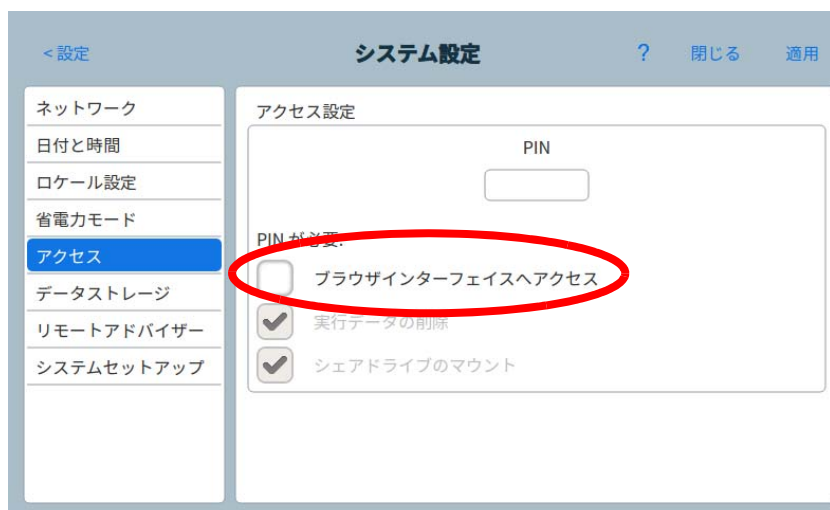 <設定
システム設定
?
閉じる
適用
ネットワーク
日付と時間
ロケール設定
省電力モード
アクセス
データストレージ
リモートアドバイザー
システムセットアップ
アクセス設定
PIN
PIN が必要:
ブラウザインターフェイスへアクセス
実行データの削除
シェアドライブのマウント